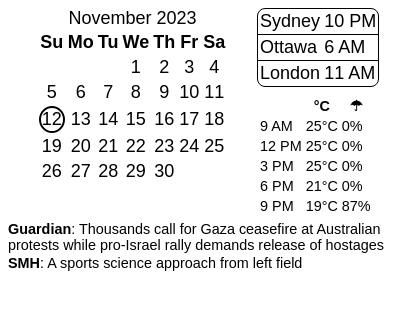 November 2023
Su Mo Tu We Th Fr Sa
1 2 3 4
5 6 7 8 9 10 11
12 13 14 15 16 17 18
19 20 21 22 23 24 25
26 27 28 29 30
Sydney 10 PM
Ottawa 6 AM
London 11 AM
°C ☂
9 AM 25°C 0%
12 PM 25°C 0%
3 PM 25°C 0%
6 PM 21°C 0%
9 PM 19°C 87%
Guardian: Thousands call for Gaza ceasefire at Australian
protests while pro-Israel rally demands release of hostages
SMH: A sports science approach from left field